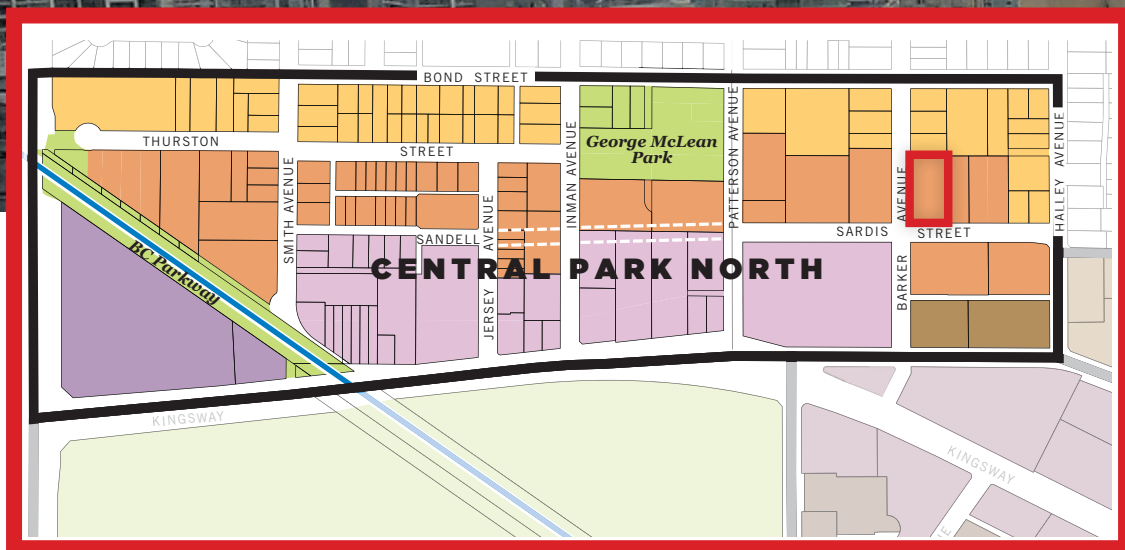 BOND STREET
THURSTON
STREET
George McLean
Park
SMITH AVENUE
INMAN AVENUE
PATTERSON AVENUE
AVENUE
HALLEY AVENUE
JERSEY AVENUE
SANDELL
SARDIS STREET
BC Parkway
CENTRAL PARK NORTH
BARKER
KINGSWAY
KINGSWAY